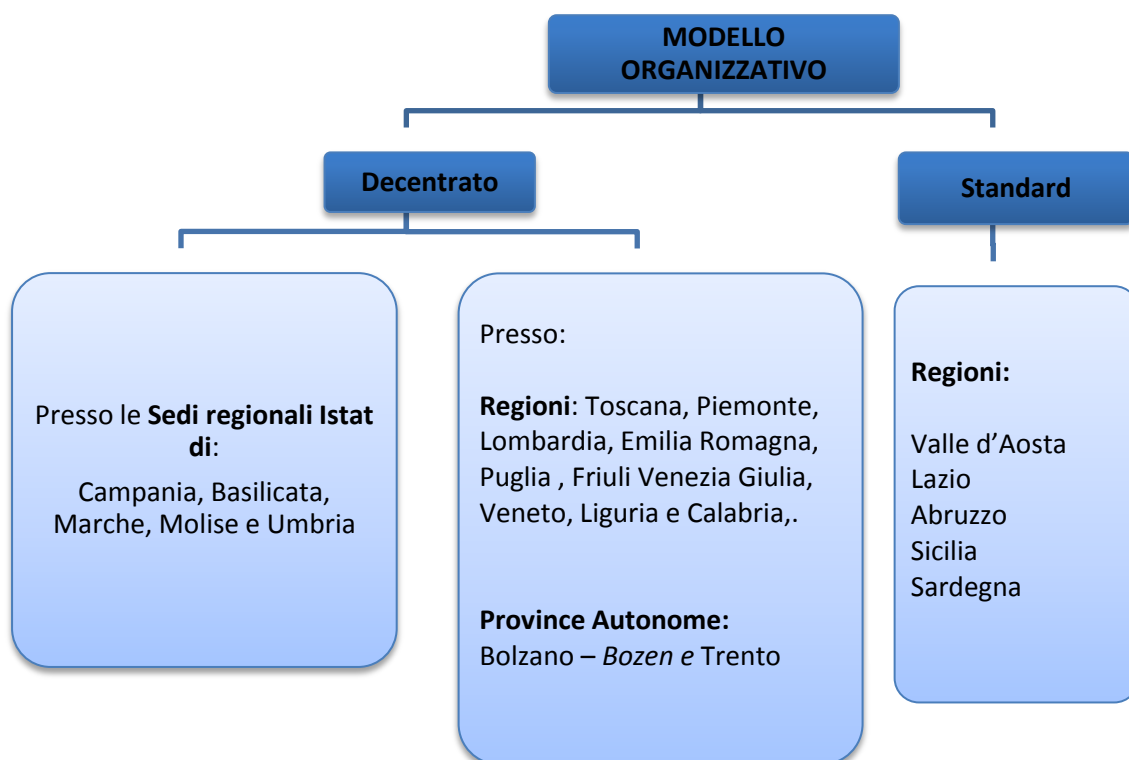 MODELLO
ORGANIZZATIVO
Decentrato
Standard
Presso le Sedi regionali Istat
di:
Campania, Basilicata,
Marche, Molise e Umbria
Presso:
Regioni: Toscana, Piemonte,
Lombardia, Emilia Romagna,
Puglia , Friuli Venezia Giulia,
Veneto, Liguria e Calabria,.
Province Autonome:
Bolzano – Bozen e Trento
Regioni:
Valle d’Aosta
Lazio
Abruzzo
Sicilia
Sardegna